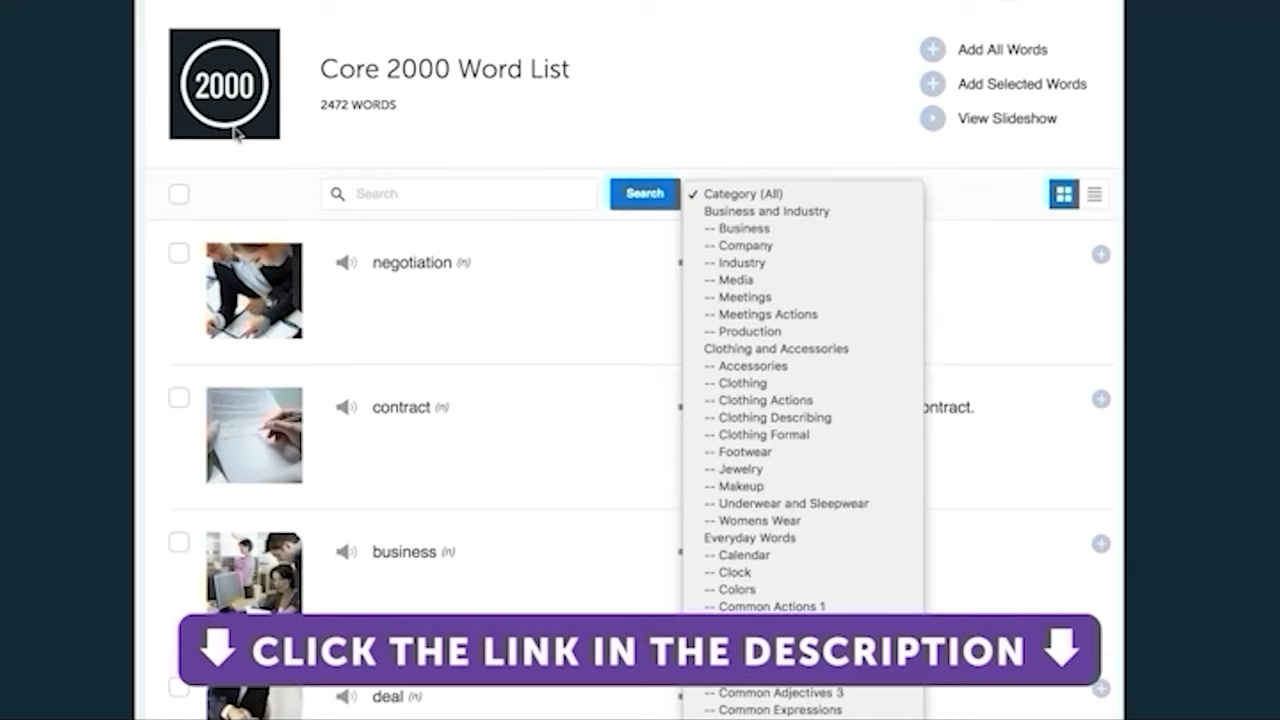 2000
Core 2000 Word List
2472 WORDS
Add All Words
Add Selected Words
View Slideshow
Search
Search
✓ Category (All)
Business and Industry
-- Business
-- Company
-- Industry
-- Media
-- Meetings
-- Meetings Actions
-- Production
Clothing and Accessories
-- Accessories
-- Clothing
-- Clothing Actions
-- Clothing Describing
-- Clothing Formal
-- Footwear
-- Jewelry
-- Makeup
-- Underwear and Sleepwear
-- Womens Wear
Everyday Words
-- Calendar
-- Clock
-- Colors
-- Common Actions 1
-- Common Adjectives 3
-- Common Expressions
negotiation (n)
contract (n)
ontract.
business (n)
CLICK THE LINK IN THE DESCRIPTION
deal (n)